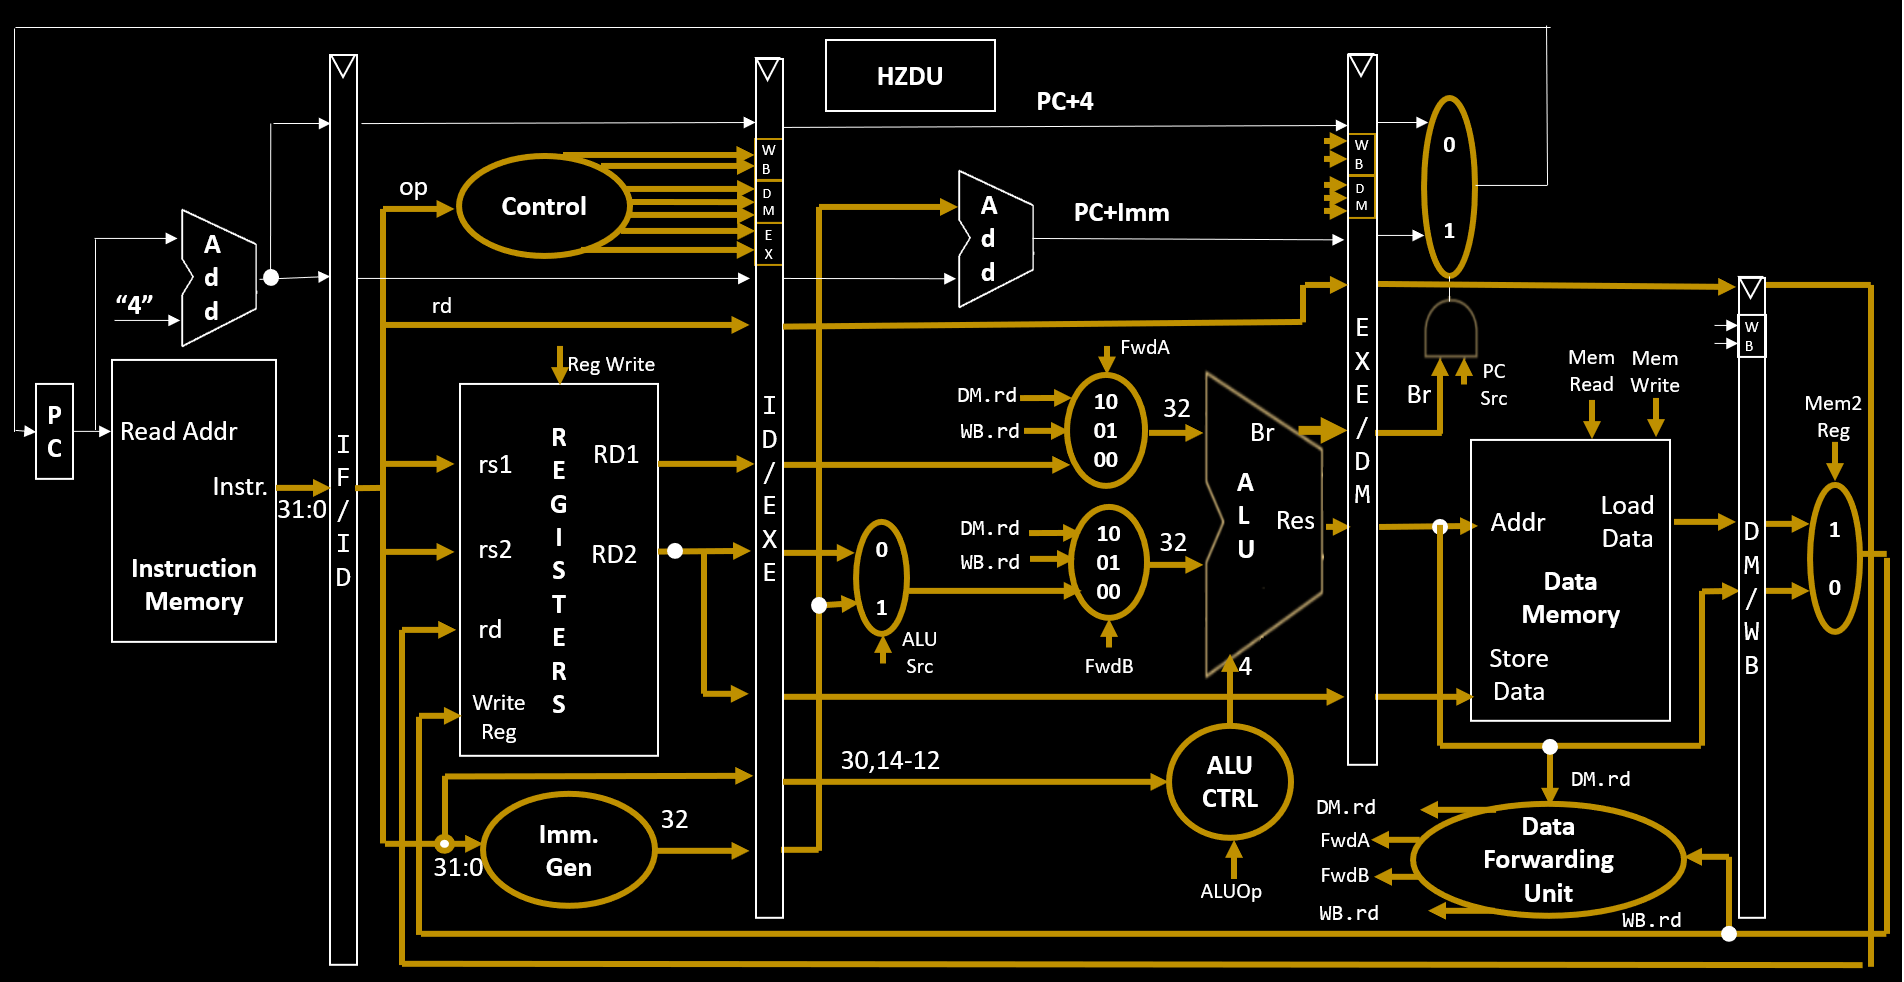 HZDU
PC+4
0
1
W
B
D
M
E
X
W
B
D
M
op
Control
A
d
d
PC+Imm
A
d
d
"4"
rd
W
B
P
C
Read Addr
Instr.
31:0
Instruction
Memory
I
F
/
I
D
Reg Write
R
E
G
I
S
T
E
R
S
rs1
rs2
rd
Write
Reg
RD1
RD2
I
D
/
E
X
E
FwdA
DM.rd
WB.rd
10
01
00
32
DM.rd
WB.rd
10
01
00
32
FwdB
0
1
ALU
Src
Br
A
L
U
Res
4
E
X
E
/
D
M
Br
PC
Src
Mem
Read
Mem
Write
Addr
Load
Data
Data
Memory
Store
Data
D
M
/
W
B
Mem2
Reg
1
0
30,14-12
ALU
CTRL
ALUOp
Imm.
Gen
32
31:0
DM.rd
DM.rd
FwdA
FwdB
WB.rd
Data
Forwarding
Unit
WB.rd